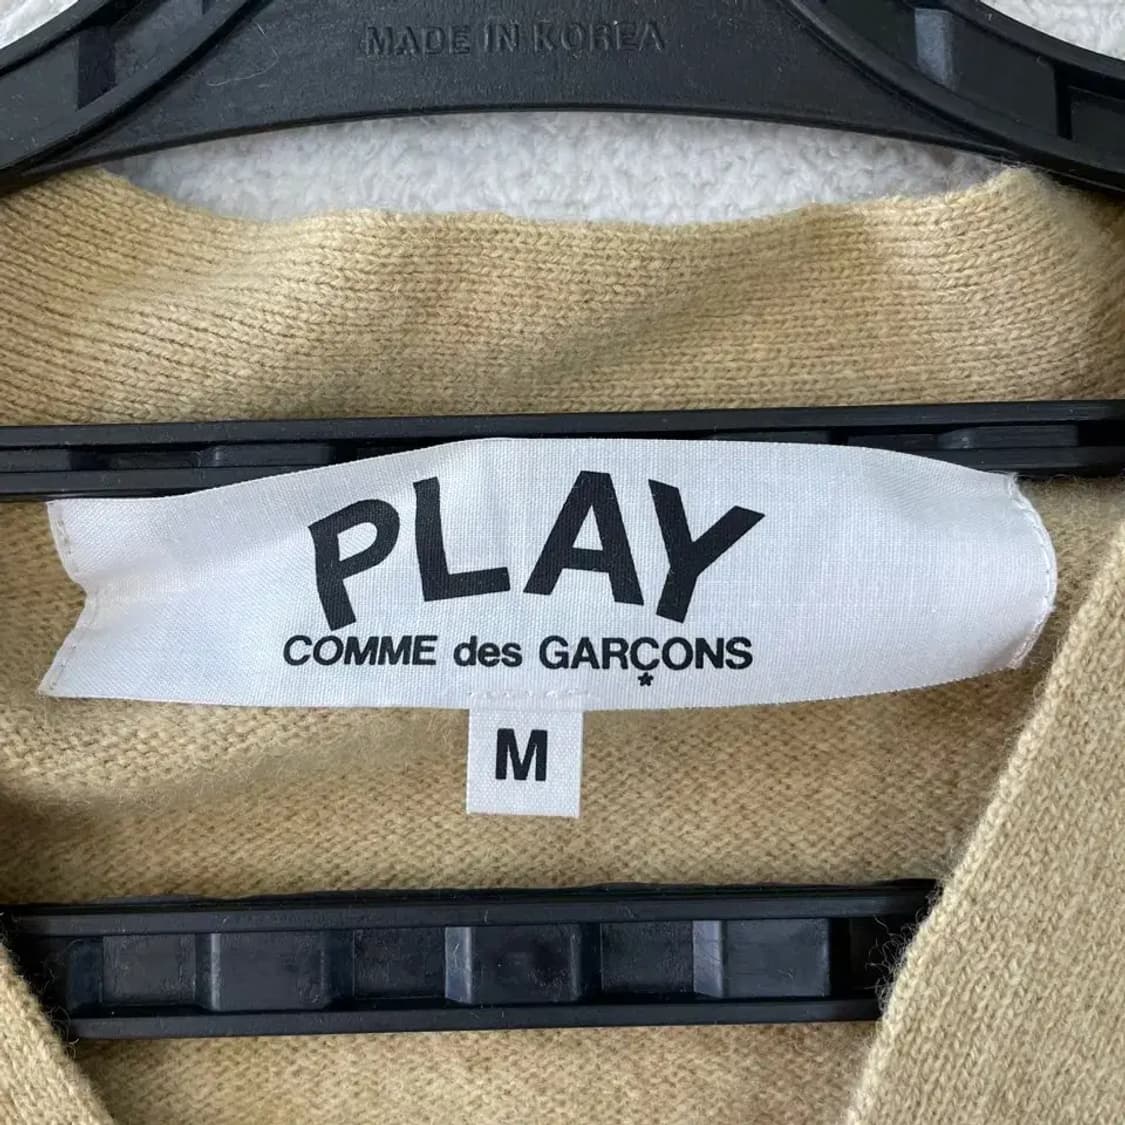 MADE IN KOREA
PLAY
COMME des GARÇONS
*
M